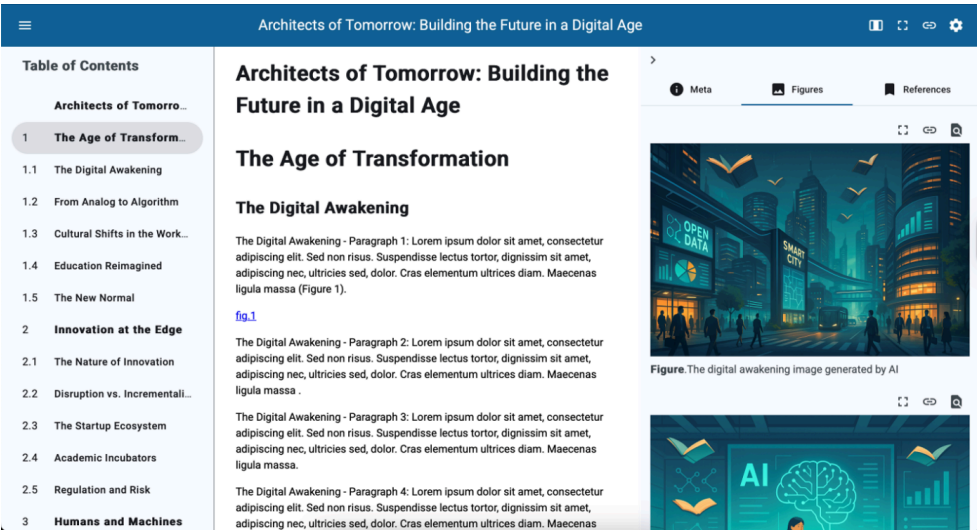 Architects of Tomorrow: Building the Future in a Digital Age
Table of Contents
Architects of Tomorro...
1 The Age of Transform...
1.1 The Digital Awakening
1.2 From Analog to Algorithm
1.3 Cultural Shifts in the Work...
1.4 Education Reimagined
1.5 The New Normal
2 Innovation at the Edge
2.1 The Nature of Innovation
2.2 Disruption vs. Incrementali...
2.3 The Startup Ecosystem
2.4 Academic Incubators
2.5 Regulation and Risk
3 Humans and Machines
Architects of Tomorrow: Building the
Future in a Digital Age
The Age of Transformation
The Digital Awakening
The Digital Awakening - Paragraph 1: Lorem ipsum dolor sit amet, consectetur
adipiscing elit. Sed non risus. Suspendisse lectus tortor, dignissim sit amet,
adipiscing nec, ultricies sed, dolor. Cras elementum ultrices diam. Maecenas
ligula massa (Figure 1).
fig.1
The Digital Awakening - Paragraph 2: Lorem ipsum dolor sit amet, consectetur
adipiscing elit. Sed non risus. Suspendisse lectus tortor, dignissim sit amet,
adipiscing nec, ultricies sed, dolor. Cras elementum ultrices diam. Maecenas
ligula massa .
The Digital Awakening - Paragraph 3: Lorem ipsum dolor sit amet, consectetur
adipiscing elit. Sed non risus. Suspendisse lectus tortor, dignissim sit amet,
adipiscing nec, ultricies sed, dolor. Cras elementum ultrices diam. Maecenas
ligula massa.
The Digital Awakening - Paragraph 4: Lorem ipsum dolor sit amet, consectetur
adipiscing elit. Sed non risus. Suspendisse lectus tortor, dignissim sit amet,
adipiscing nec, ultricies sed, dolor. Cras elementum ultrices diam. Maecenas
Meta Figures References
OPEN
DATA
SMART
CITY
Figure.The digital awakening image generated by AI
AI